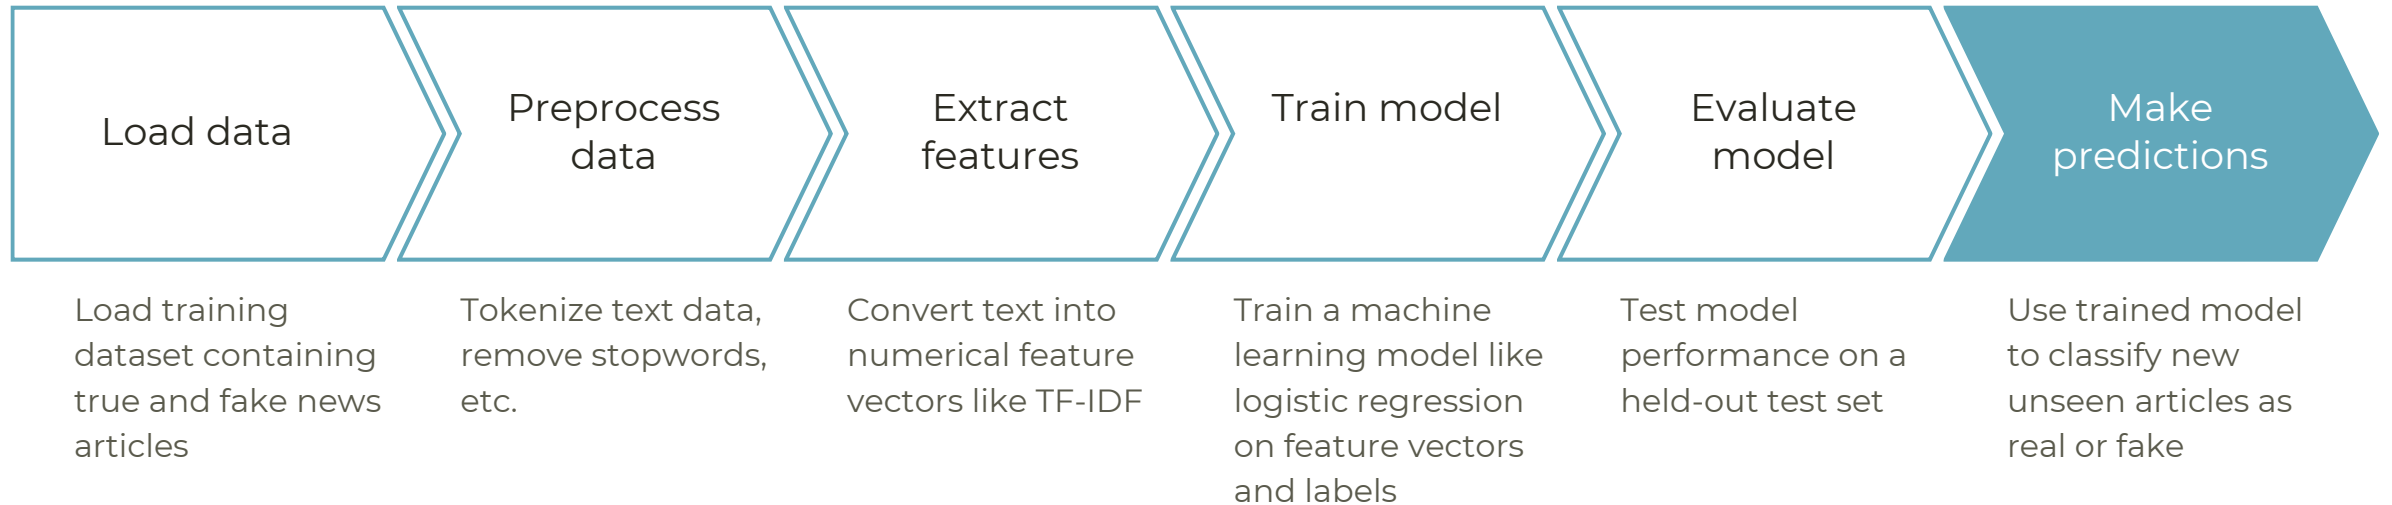 Load data
Preprocess
data
Extract
features
Train model
Evaluate
model
Make
predictions
Load training
dataset containing
true and fake news
articles
Tokenize text data,
remove stopwords,
etc.
Convert text into
numerical feature
vectors like TF-IDF
Train a machine
learning model like
logistic regression
on feature vectors
and labels
Test model
performance on a
held-out test set
Use trained model
to classify new
unseen articles as
real or fake